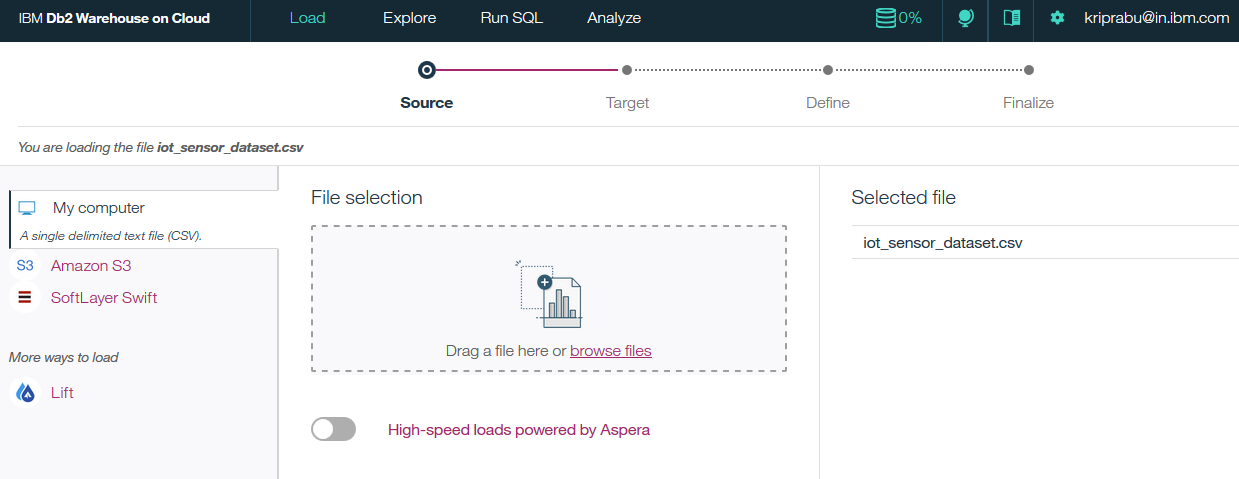 IBM Db2 Warehouse on Cloud Load Explore Run SQL Analyze 0% kriprabu@in.ibm.com
Source Target Define Finalize
You are loading the file iot_sensor_dataset.csv
My computer
A single delimited text file (CSV).
S3 Amazon S3
SoftLayer Swift
More ways to load
Lift
File selection
Drag a file here or browse files
High-speed loads powered by Aspera
Selected file
iot_sensor_dataset.csv